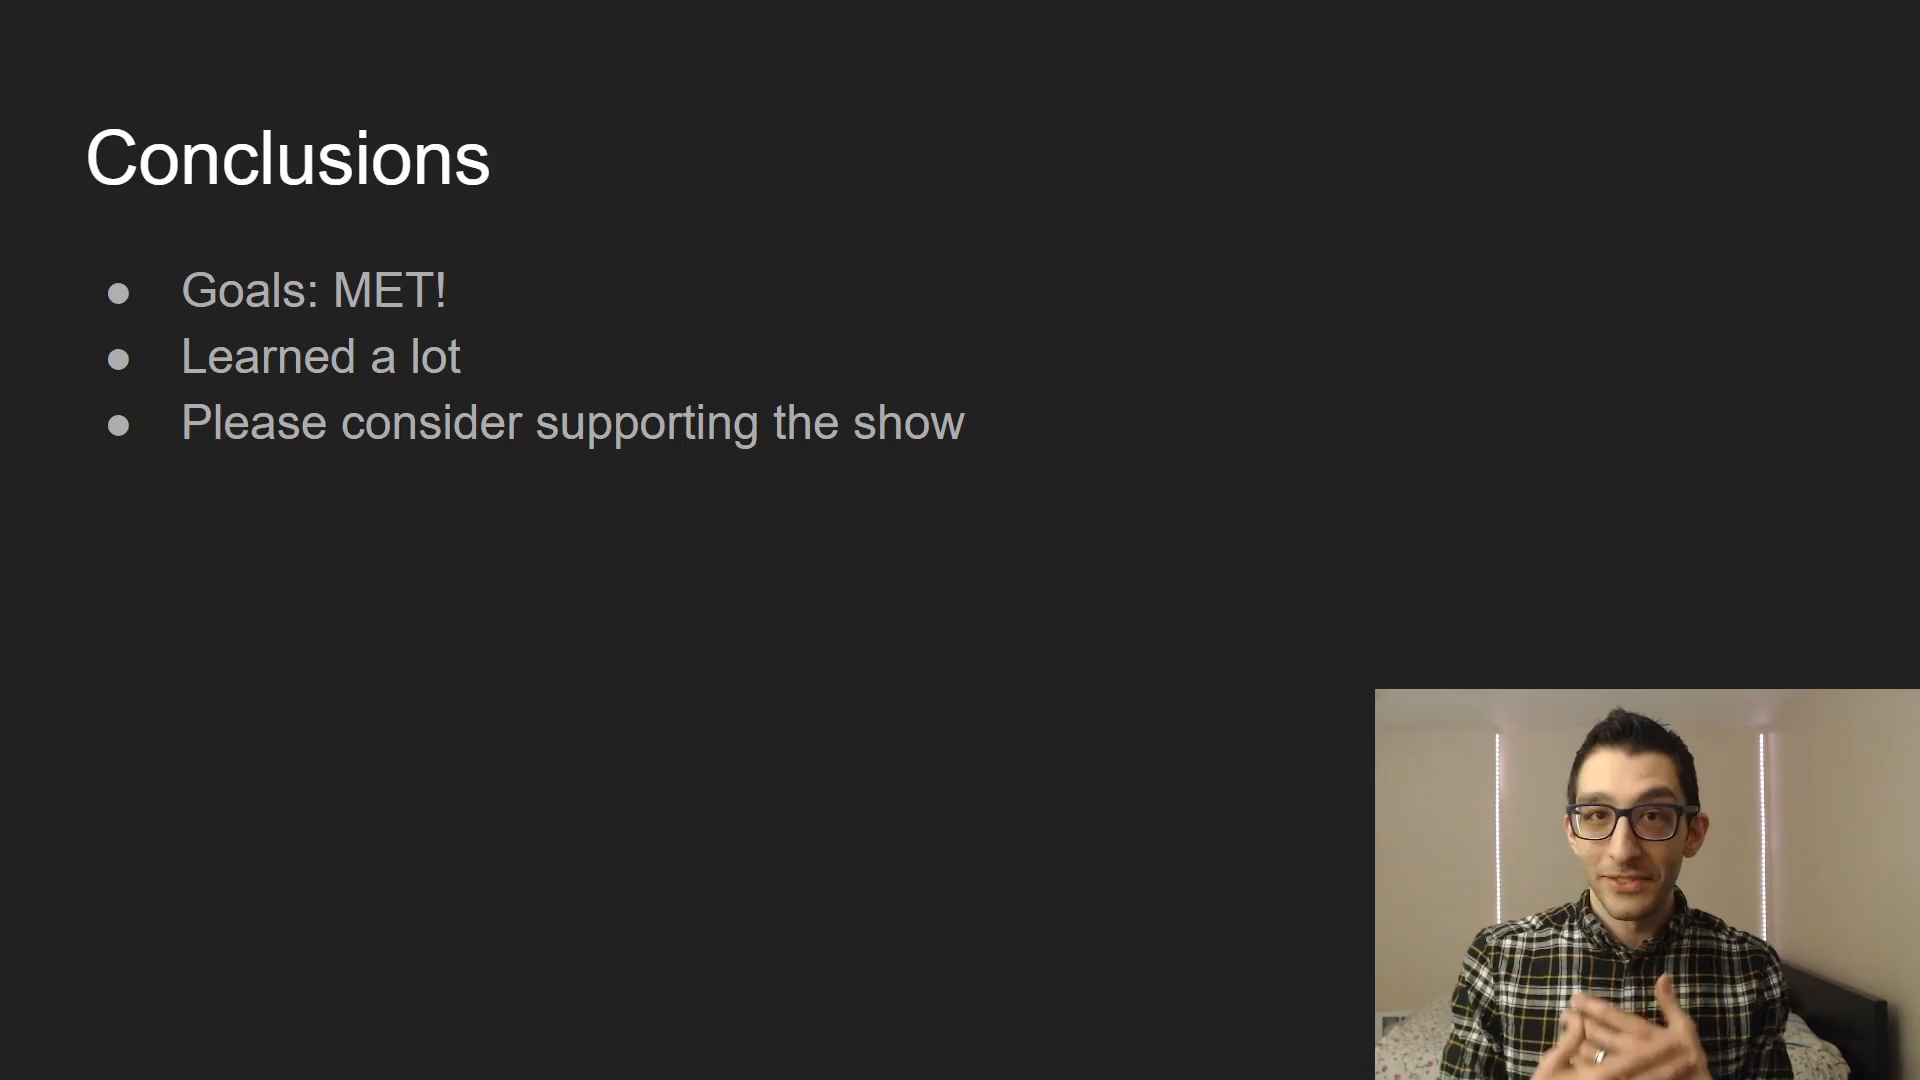 Conclusions
● Goals: MET!
● Learned a lot
● Please consider supporting the show